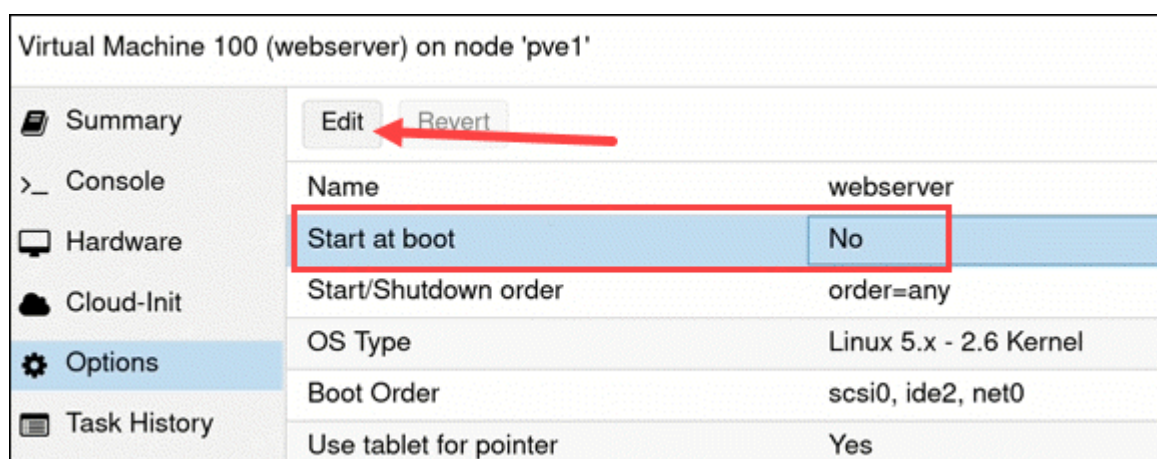 Virtual Machine 100 (webserver) on node 'pve1'
Summary
Console
Hardware
Cloud-Init
Options
Task History
Edit Revert
Name webserver
Start at boot No
Start/Shutdown order order=any
OS Type Linux 5.x - 2.6 Kernel
Boot Order scsi0, ide2, net0
Use tablet for pointer Yes